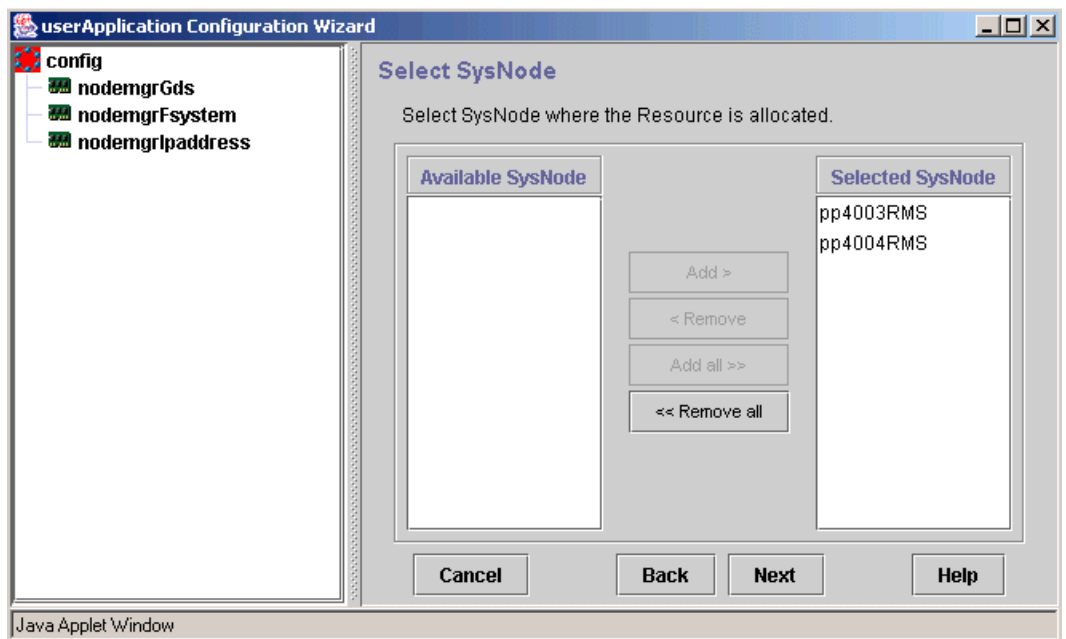 userApplication Configuration Wizard
config
nodemgrGds
nodemgrFsystem
nodemgrIpaddress
Select SysNode
Select SysNode where the Resource is allocated.
Available SysNode
Selected SysNode
pp4003RMS
pp4004RMS
Add >
< Remove
Add all >>
<< Remove all
Cancel
Back
Next
Help
Java Applet Window